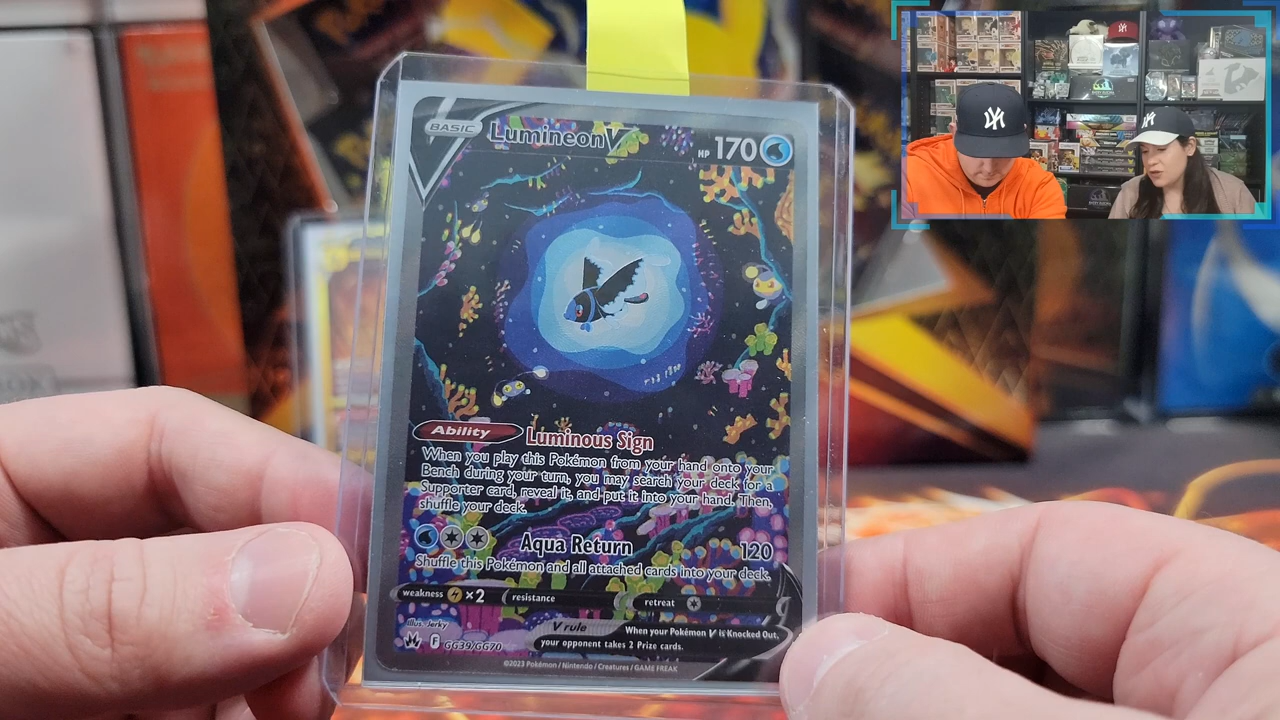 BASIC
LumineonV
HP 170
Ability
Luminous Sign
When you play this Pokémon from your hand onto your
Bench during your turn, you may search your deck for a
Supporter card, reveal it, and put it into your hand. Then,
shuffle your deck.
Aqua Return 120
Shuffle this Pokémon and all attached cards into your deck.
weakness ×2 resistance retreat
Illus. Jerky
F GG39/GG70
V rule When your Pokémon V is Knocked Out,
your opponent takes 2 Prize cards.
©2023 Pokémon / Nintendo / Creatures / GAME FREAK